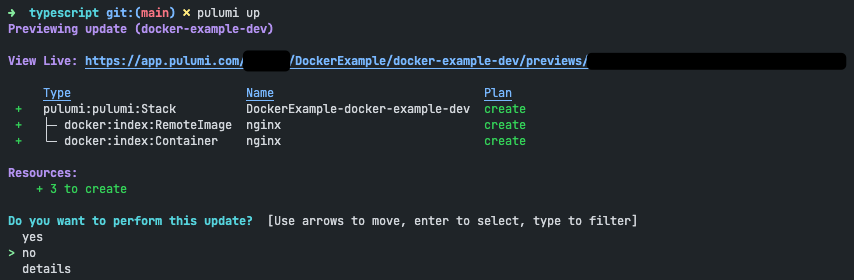 ➜ typescript git:(main) ✗ pulumi up
Previewing update (docker-example-dev)
View Live: https://app.pulumi.com/ /DockerExample/docker-example-dev/previews/
Type Name Plan
+ pulumi:pulumi:Stack DockerExample-docker-example-dev create
+ ├─ docker:index:RemoteImage nginx create
+ └─ docker:index:Container nginx create
Resources:
+ 3 to create
Do you want to perform this update? [Use arrows to move, enter to select, type to filter]
yes
> no
details